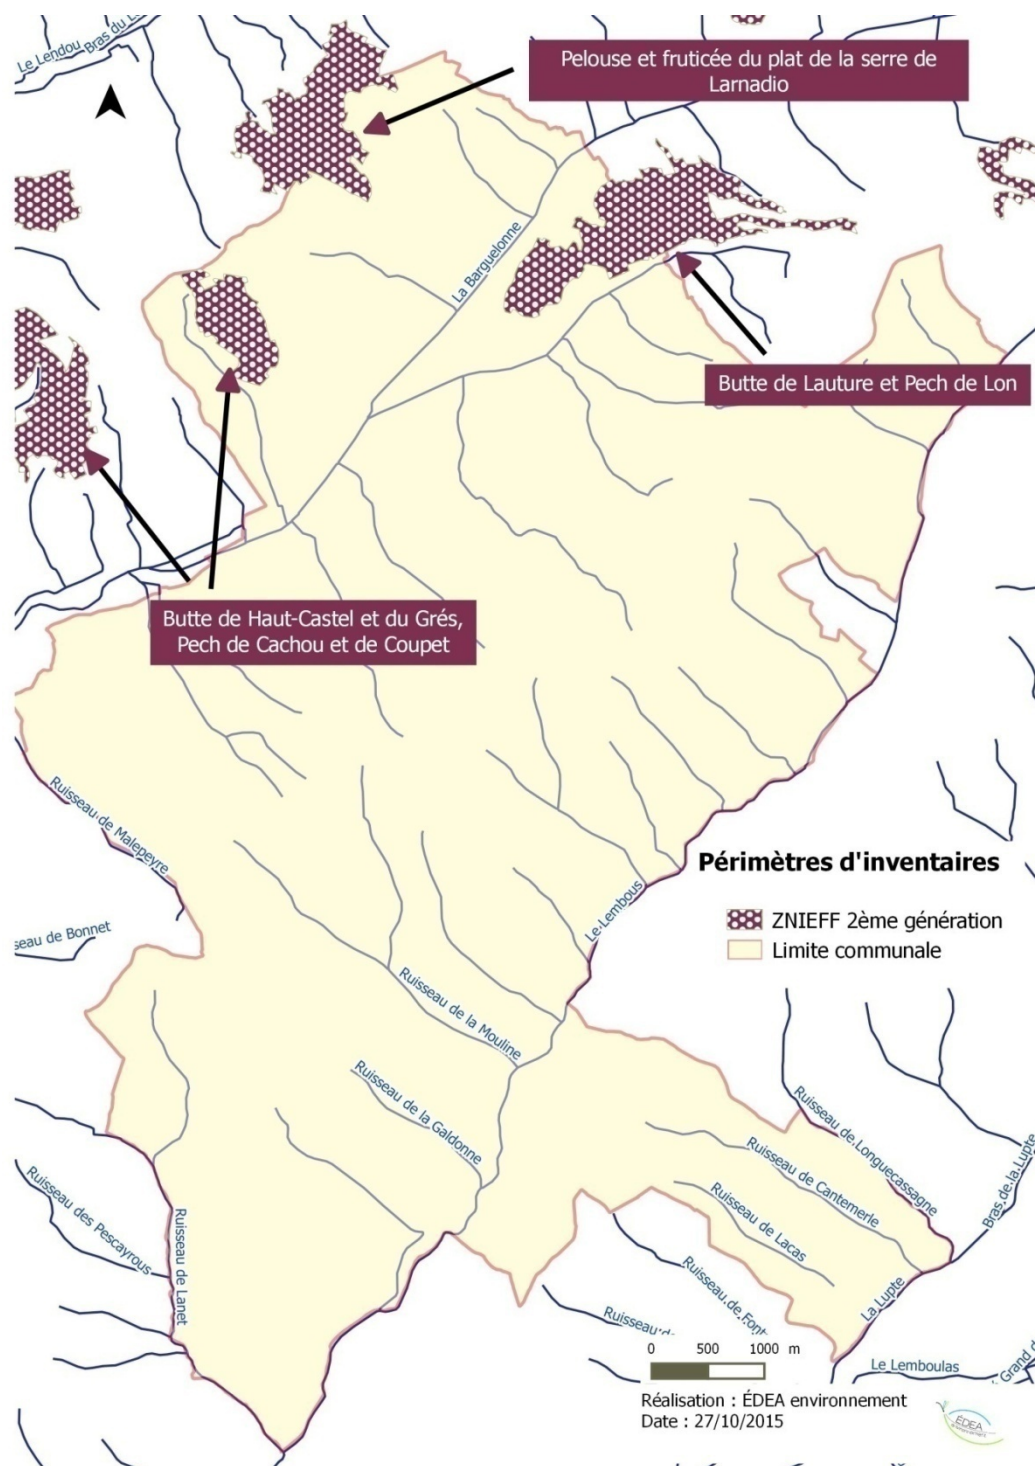 Le Lendou
Bras du
Pelouse et fruticée du plat de la serre de
Larnadio
La Barguelonne
Butte de Lauture et Pech de Lon
Butte de Haut-Castel et du Grés,
Pech de Cachou et de Coupet
Ruisseau de Malepeyre
Périmètres d'inventaires
ZNIEFF 2ème génération
Limite communale
seau de Bonnet
Le Lembous
Ruisseau de la Mouline
Ruisseau de la Galdonne
Ruisseau de Longuecassagne
Ruisseau de Cantemerle
Bras de la Lupte
Ruisseau des Pescayrous
Ruisseau de Lanet
Ruisseau de Lacas
Ruisseau de Font
La Lupte
Ruisseau
0 500 1000 m
Le Lemboulas
Grand
Réalisation : ÉDEA environnement
Date : 27/10/2015
ÉDEA
environnement